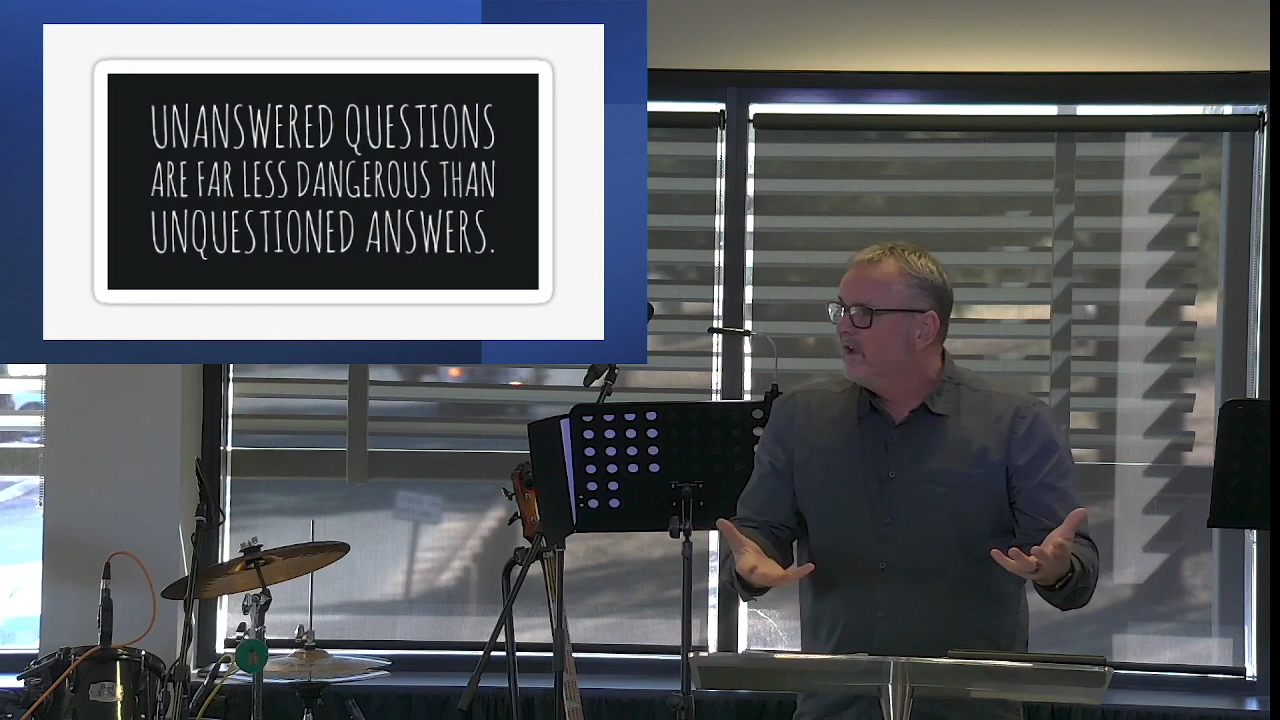 UNANSWERED QUESTIONS
ARE FAR LESS DANGEROUS THAN
UNQUESTIONED ANSWERS.